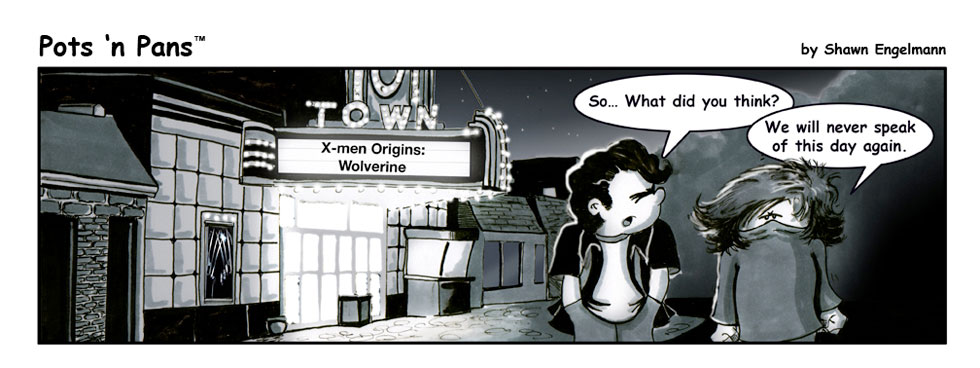 Pots 'n Pans™
by Shawn Engelmann
TOWN
X-men Origins:
Wolverine
So... What did you think?
We will never speak
of this day again.